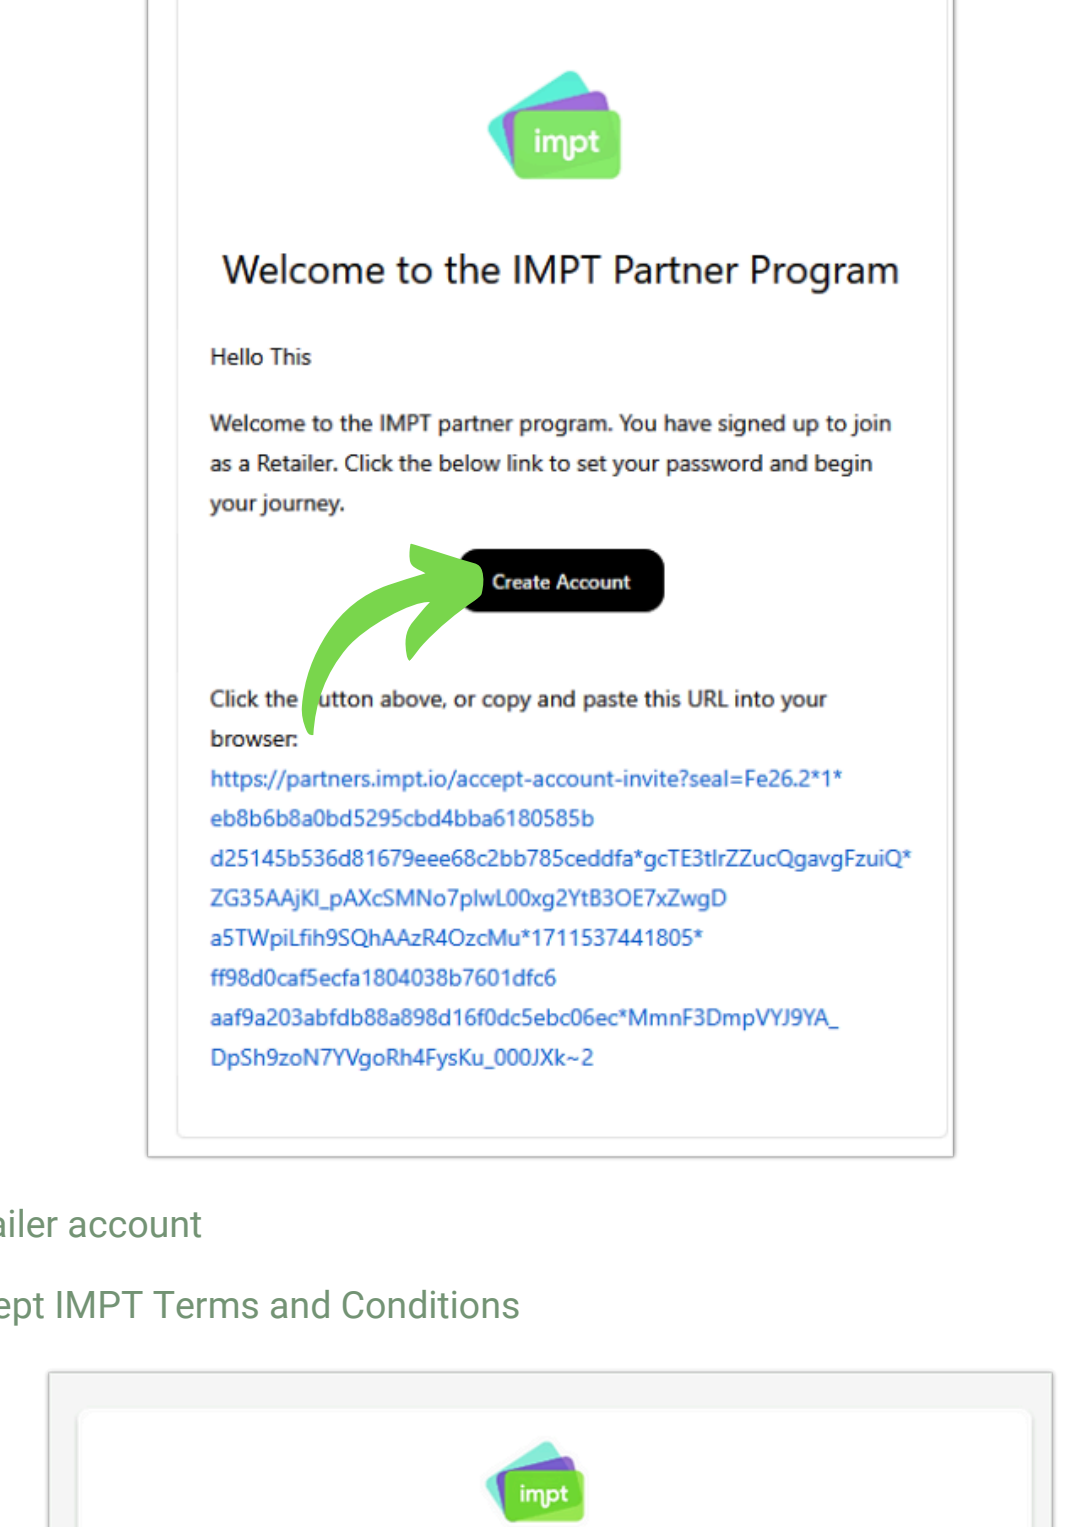 impt
Welcome to the IMPT Partner Program
Hello This
Welcome to the IMPT partner program. You have signed up to join
as a Retailer. Click the below link to set your password and begin
your journey.
Create Account
Click the utton above, or copy and paste this URL into your
browser:
https://partners.impt.io/accept-account-invite?seal=Fe26.2*1*
eb8b6b8a0bd5295cbd4bba6180585b
d25145b536d81679eee68c2bb785ceddfa*gcTE3tlrZZucQgavgFzuiQ*
ZG35AAjKl_pAXcSMNo7plwL00xg2YtB3OE7xZwgD
a5TWpiLfih9SQhAAzR4OzcMu*1711537441805*
ff98d0caf5ecfa1804038b7601dfc6
aaf9a203abfdb88a898d16f0dc5ebc06ec*MmnF3DmpVYJ9YA_
DpSh9zoN7YVgoRh4FysKu_000JXk~2
ailer account
ept IMPT Terms and Conditions
impt